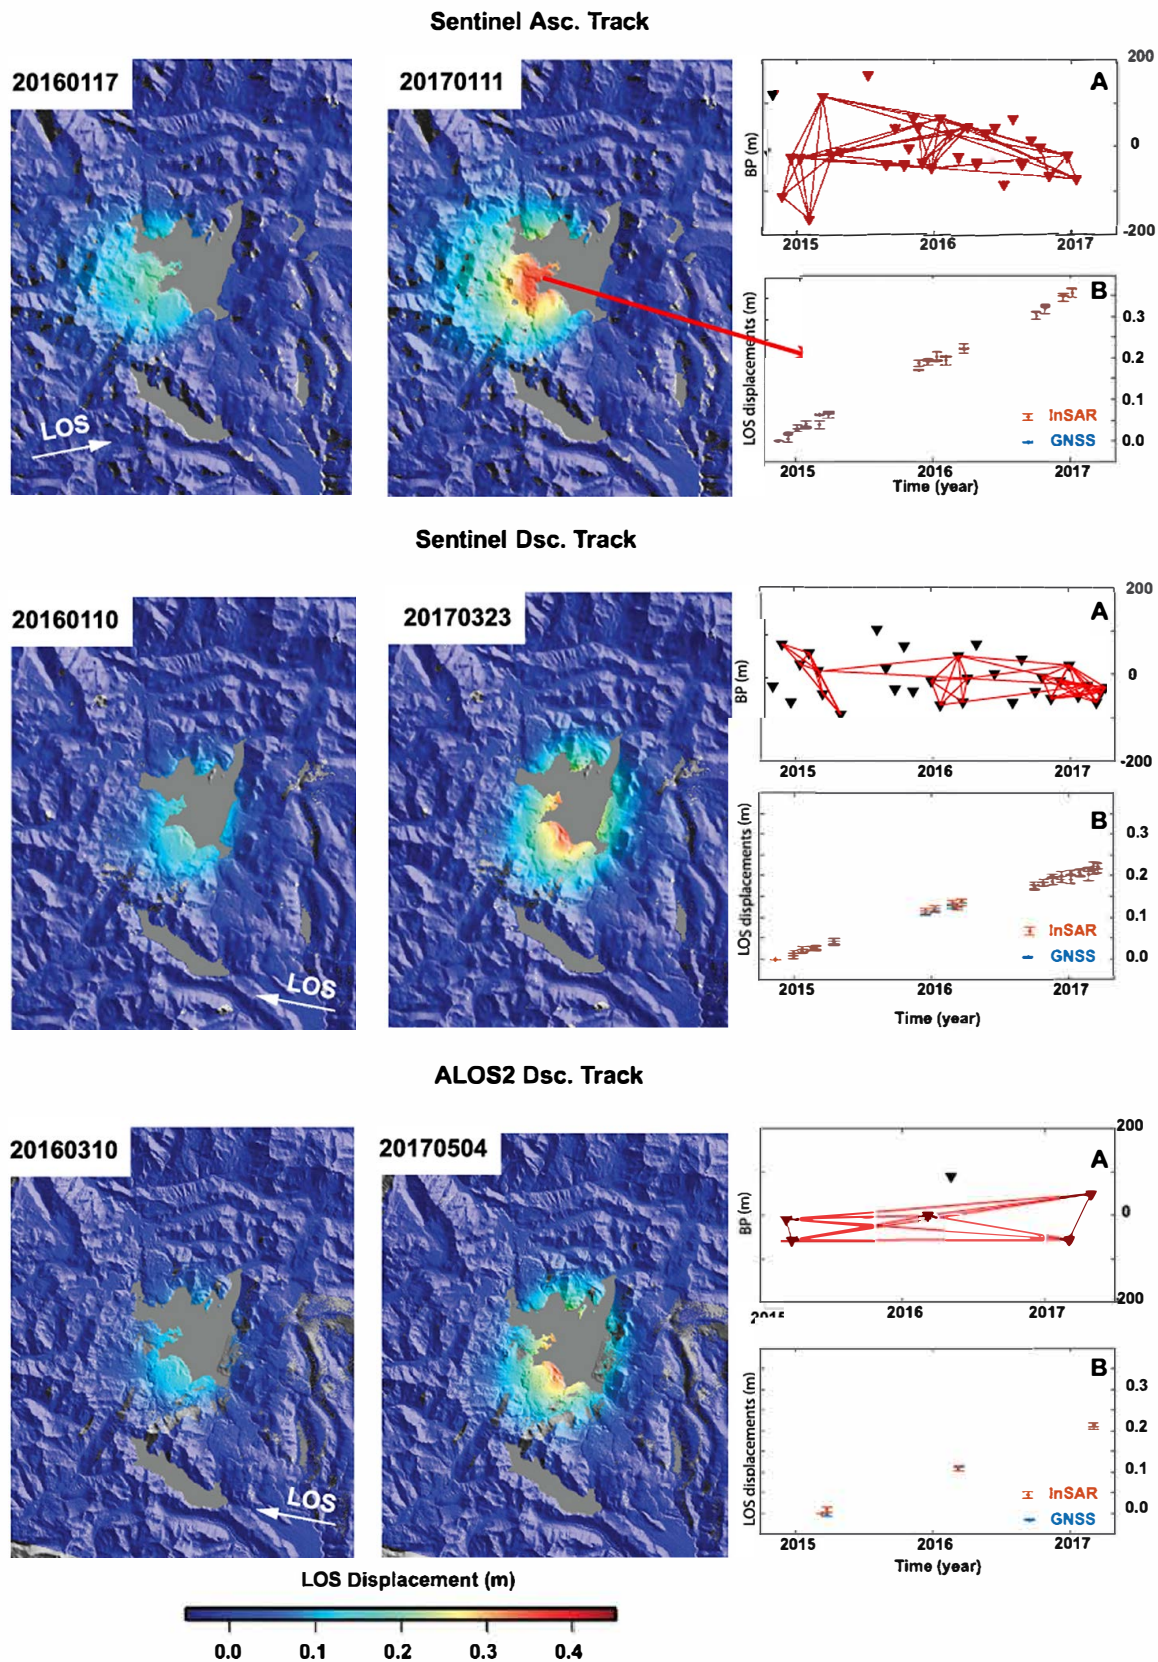 Sentinel Asc. Track
20160117
20170111
LOS
A
BP (m)
200
0
-200
2015
2016
2017
B
LOS displacements (m)
0.3
0.2
0.1
0.0
InSAR
GNSS
2015
2016
2017
Time (year)
Sentinel Dsc. Track
20160110
20170323
LOS
A
BP (m)
200
0
-200
2015
2016
2017
B
LOS displacements (m)
0.3
0.2
0.1
0.0
InSAR
GNSS
2015
2016
2017
Time (year)
ALOS2 Dsc. Track
20160310
20170504
LOS
A
BP (m)
200
0
200
2016
2017
B
LOS displacements (m)
0.3
0.2
0.1
0.0
InSAR
GNSS
2015
2016
2017
Time (year)
LOS Displacement (m)
0.0
0.1
0.2
0.3
0.4